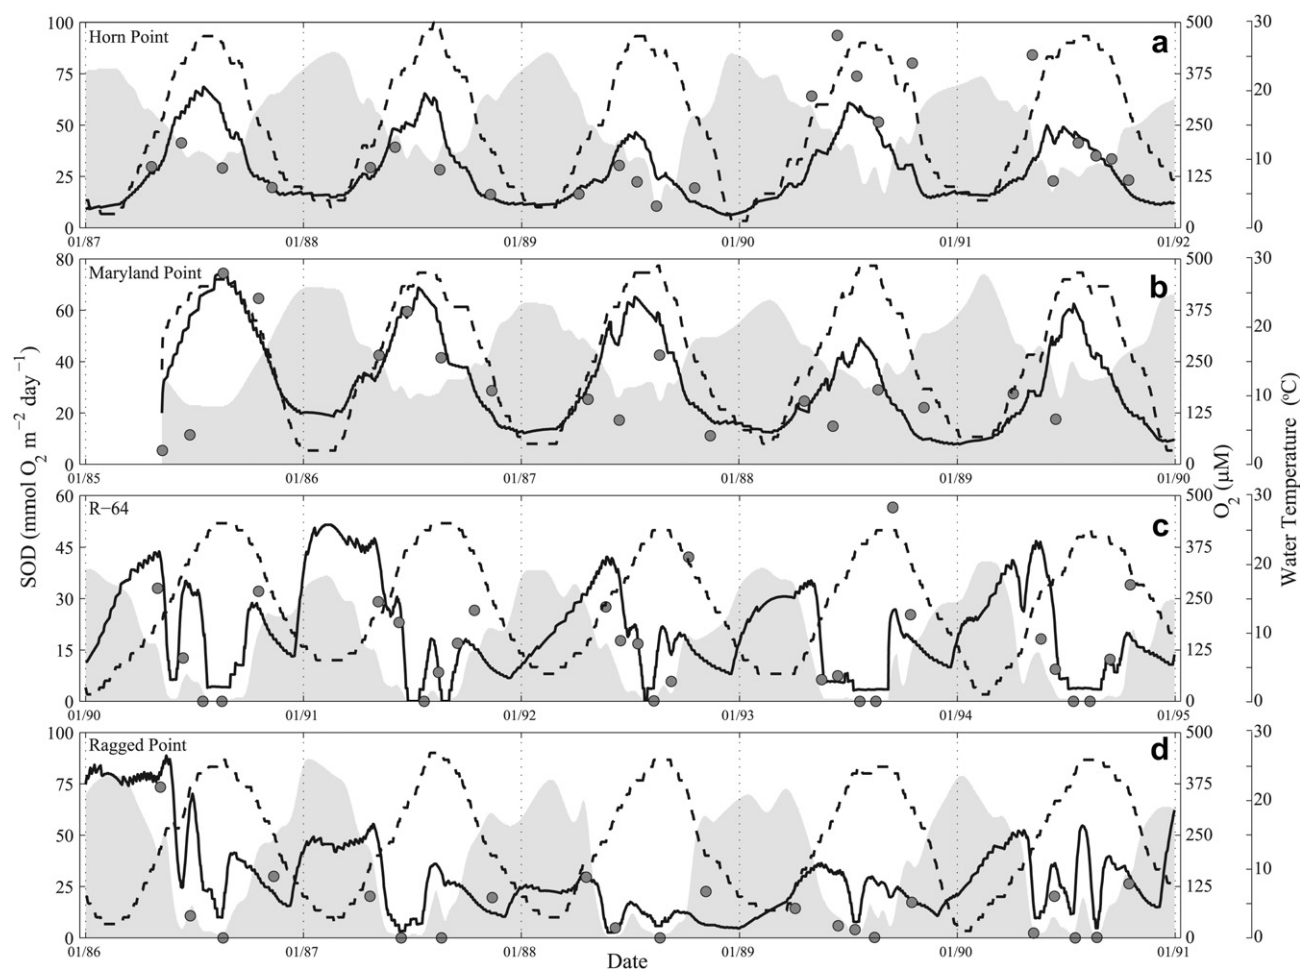 100 500 30
Horn Point a
75 375 20
50 250
10
25 125
0 0 0
01/87 01/88 01/89 01/90 01/91 01/92
80 500 30
Maryland Point b
60 375 20
40 250
10
20 125
0 0 0
01/85 01/86 01/87 01/88 01/89 01/90
SOD (mmol O2 m−2 day−1)
O2 (μM)
Water Temperature (ºC)
60 500 30
R−64 c
45 375 20
30 250
10
15 125
0 0 0
01/90 01/91 01/92 01/93 01/94 01/95
100 500 30
Ragged Point d
75 375 20
50 250
10
25 125
0 0 0
01/86 01/87 01/88 01/89 01/90 01/91
Date